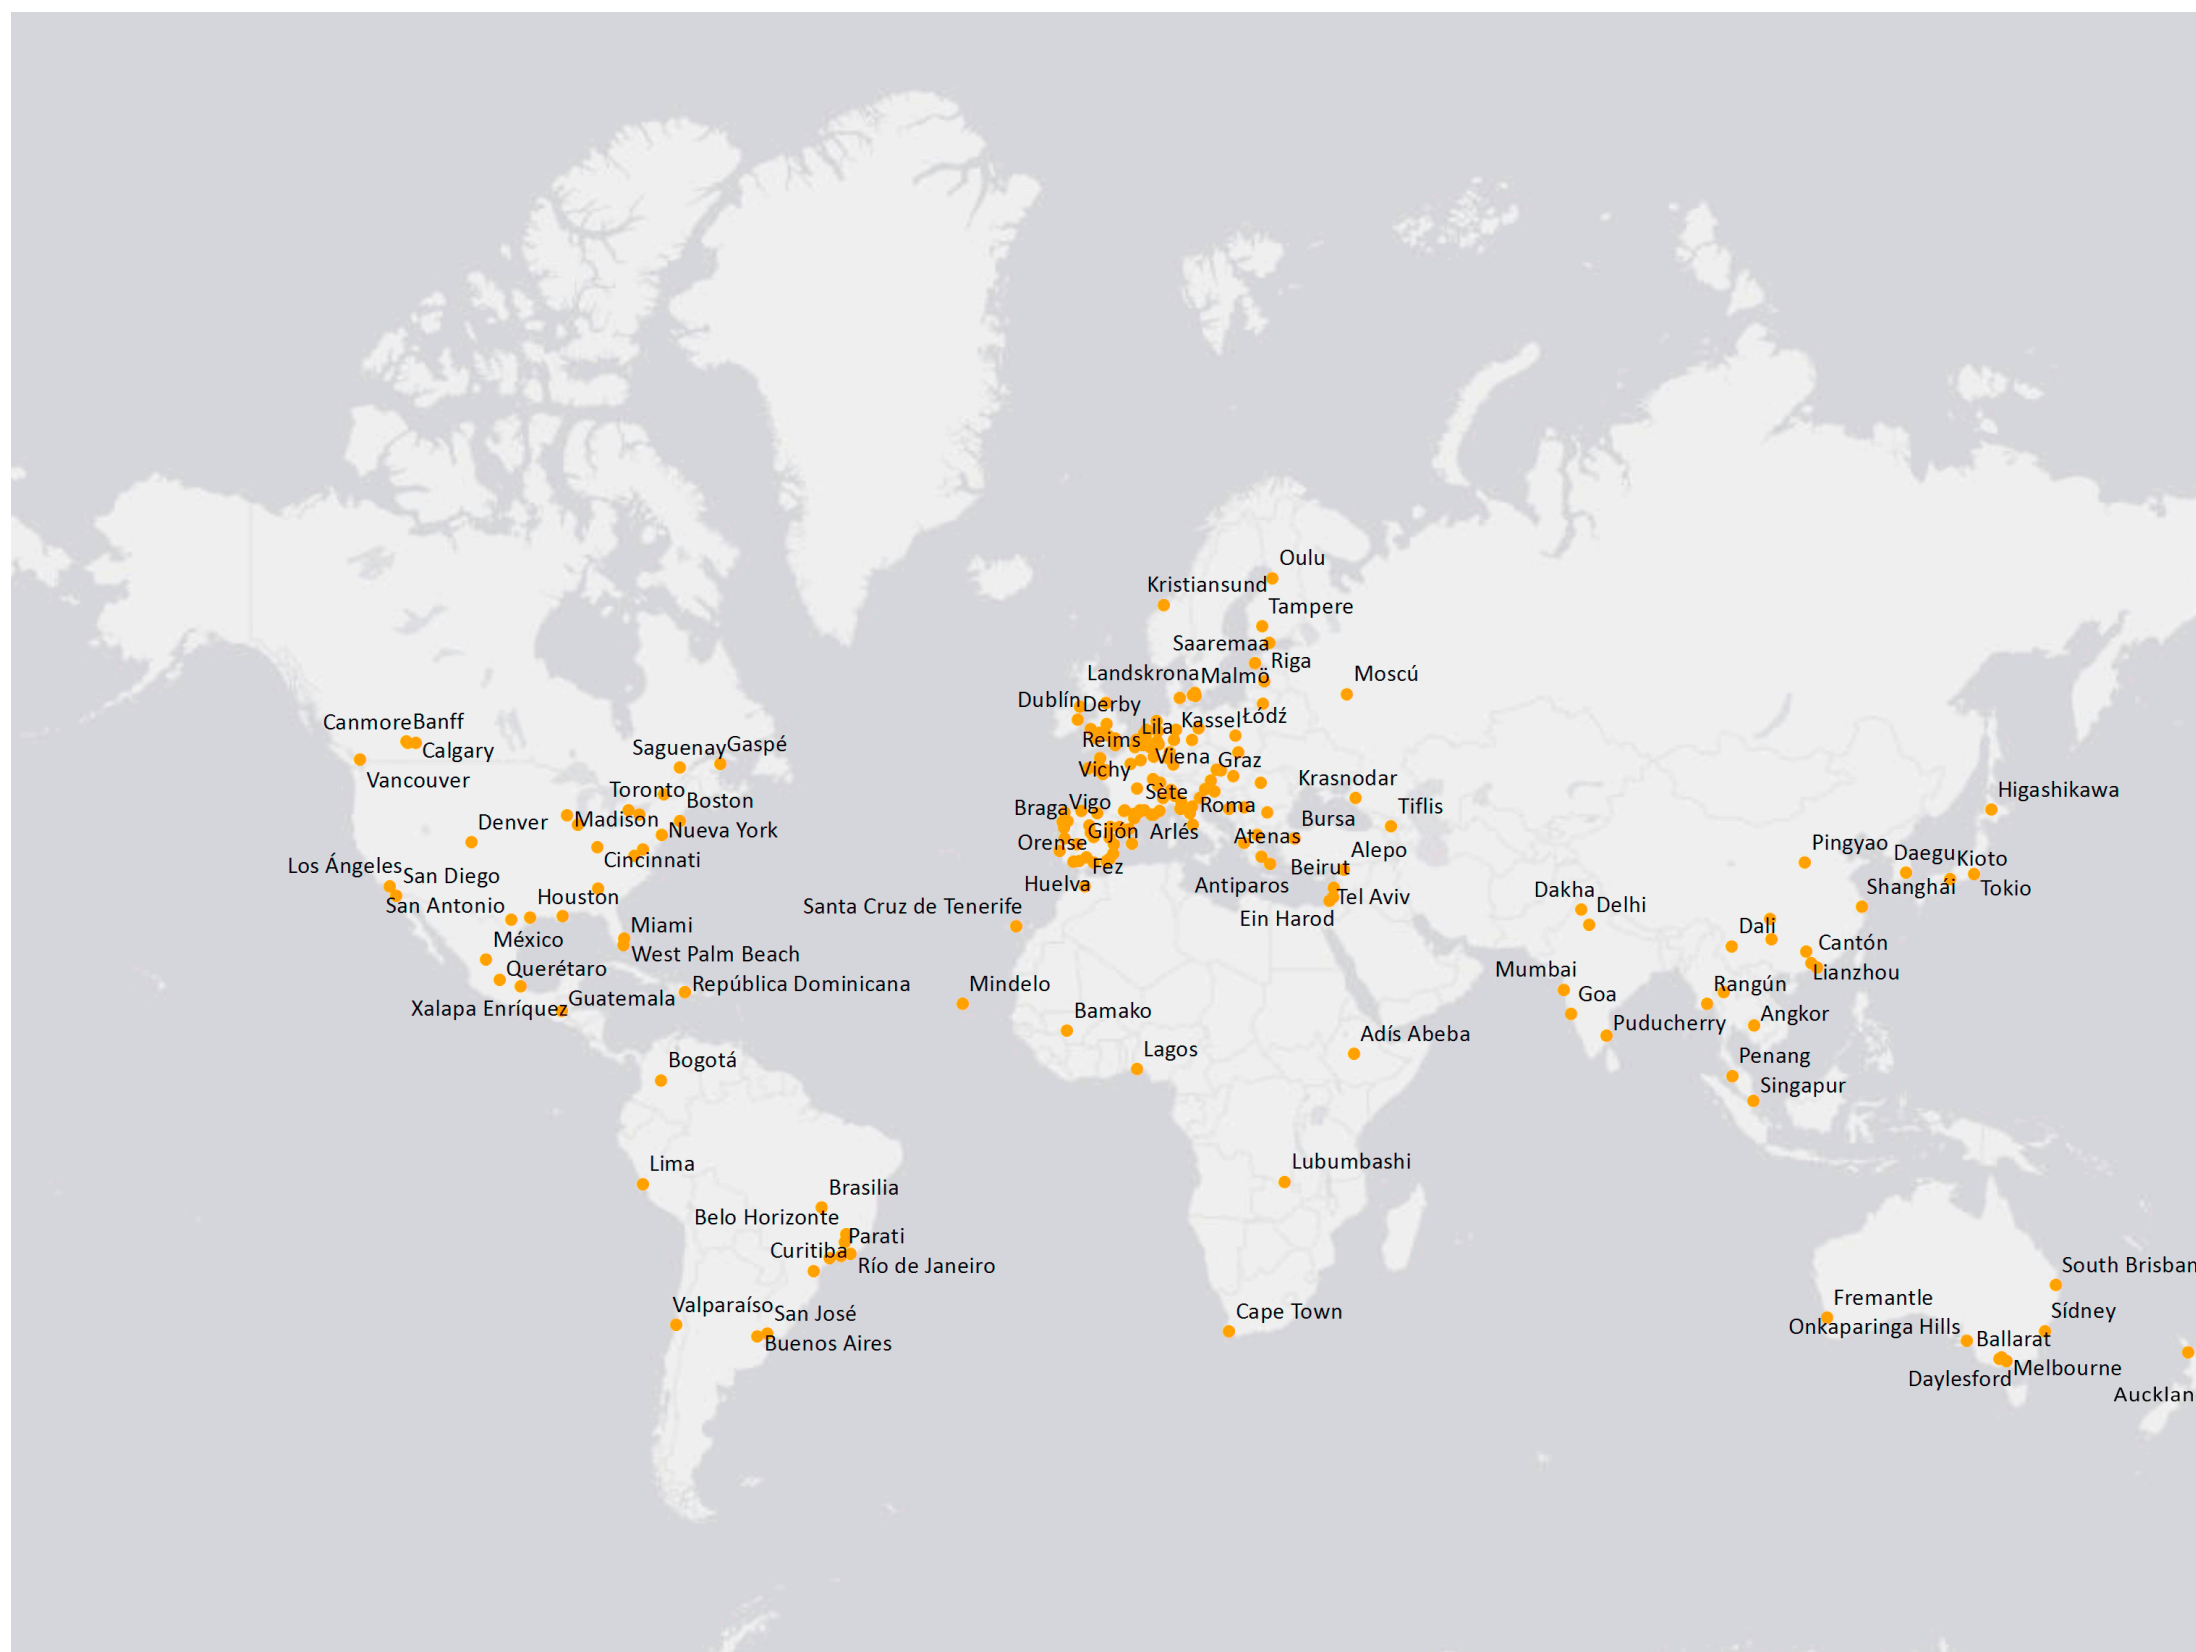 Oulu
Kristiansund
Tampere
Saaremaa
Riga
Landskrona
Malmö
Moscú
Dublín
Derby
Lila
Kassel
Łódź
Reims
Viena
Graz
Vichy
Krasnodar
Sète
Roma
Tiflis
Braga
Vigo
Bursa
Gijón
Arlés
Atenas
Orense
Alepo
Fez
Beirut
Huelva
Antiparos
Tel Aviv
Ein Harod
Santa Cruz de Tenerife
Canmore
Banff
Calgary
Vancouver
Saguenay
Gaspé
Toronto
Boston
Denver
Madison
Nueva York
Cincinnati
Los Ángeles
San Diego
San Antonio
Houston
Miami
West Palm Beach
México
Querétaro
República Dominicana
Xalapa Enríquez
Guatemala
Mindelo
Bamako
Lagos
Adís Abeba
Bogotá
Lima
Brasilia
Belo Horizonte
Parati
Curitiba
Río de Janeiro
Valparaíso
San José
Buenos Aires
Lubumbashi
Cape Town
Higashikawa
Pingyao
Daegu
Kioto
Shanghái
Tokio
Dakha
Delhi
Dali
Cantón
Lianzhou
Mumbai
Goa
Rangún
Angkor
Puducherry
Penang
Singapur
South Brisban
Fremantle
Sídney
Onkaparinga Hills
Ballarat
Melbourne
Daylesford
Aucklan